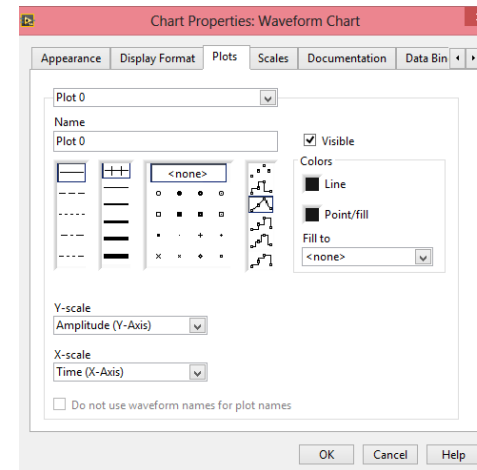 Chart Properties: Waveform Chart
Appearance Display Format Plots Scales Documentation Data Bin
Plot 0
Name
Plot 0
Visible
<none>
Colors
Line
Point/fill
Fill to
<none>
Y-scale
Amplitude (Y-Axis)
X-scale
Time (X-Axis)
Do not use waveform names for plot names
OK Cancel Help